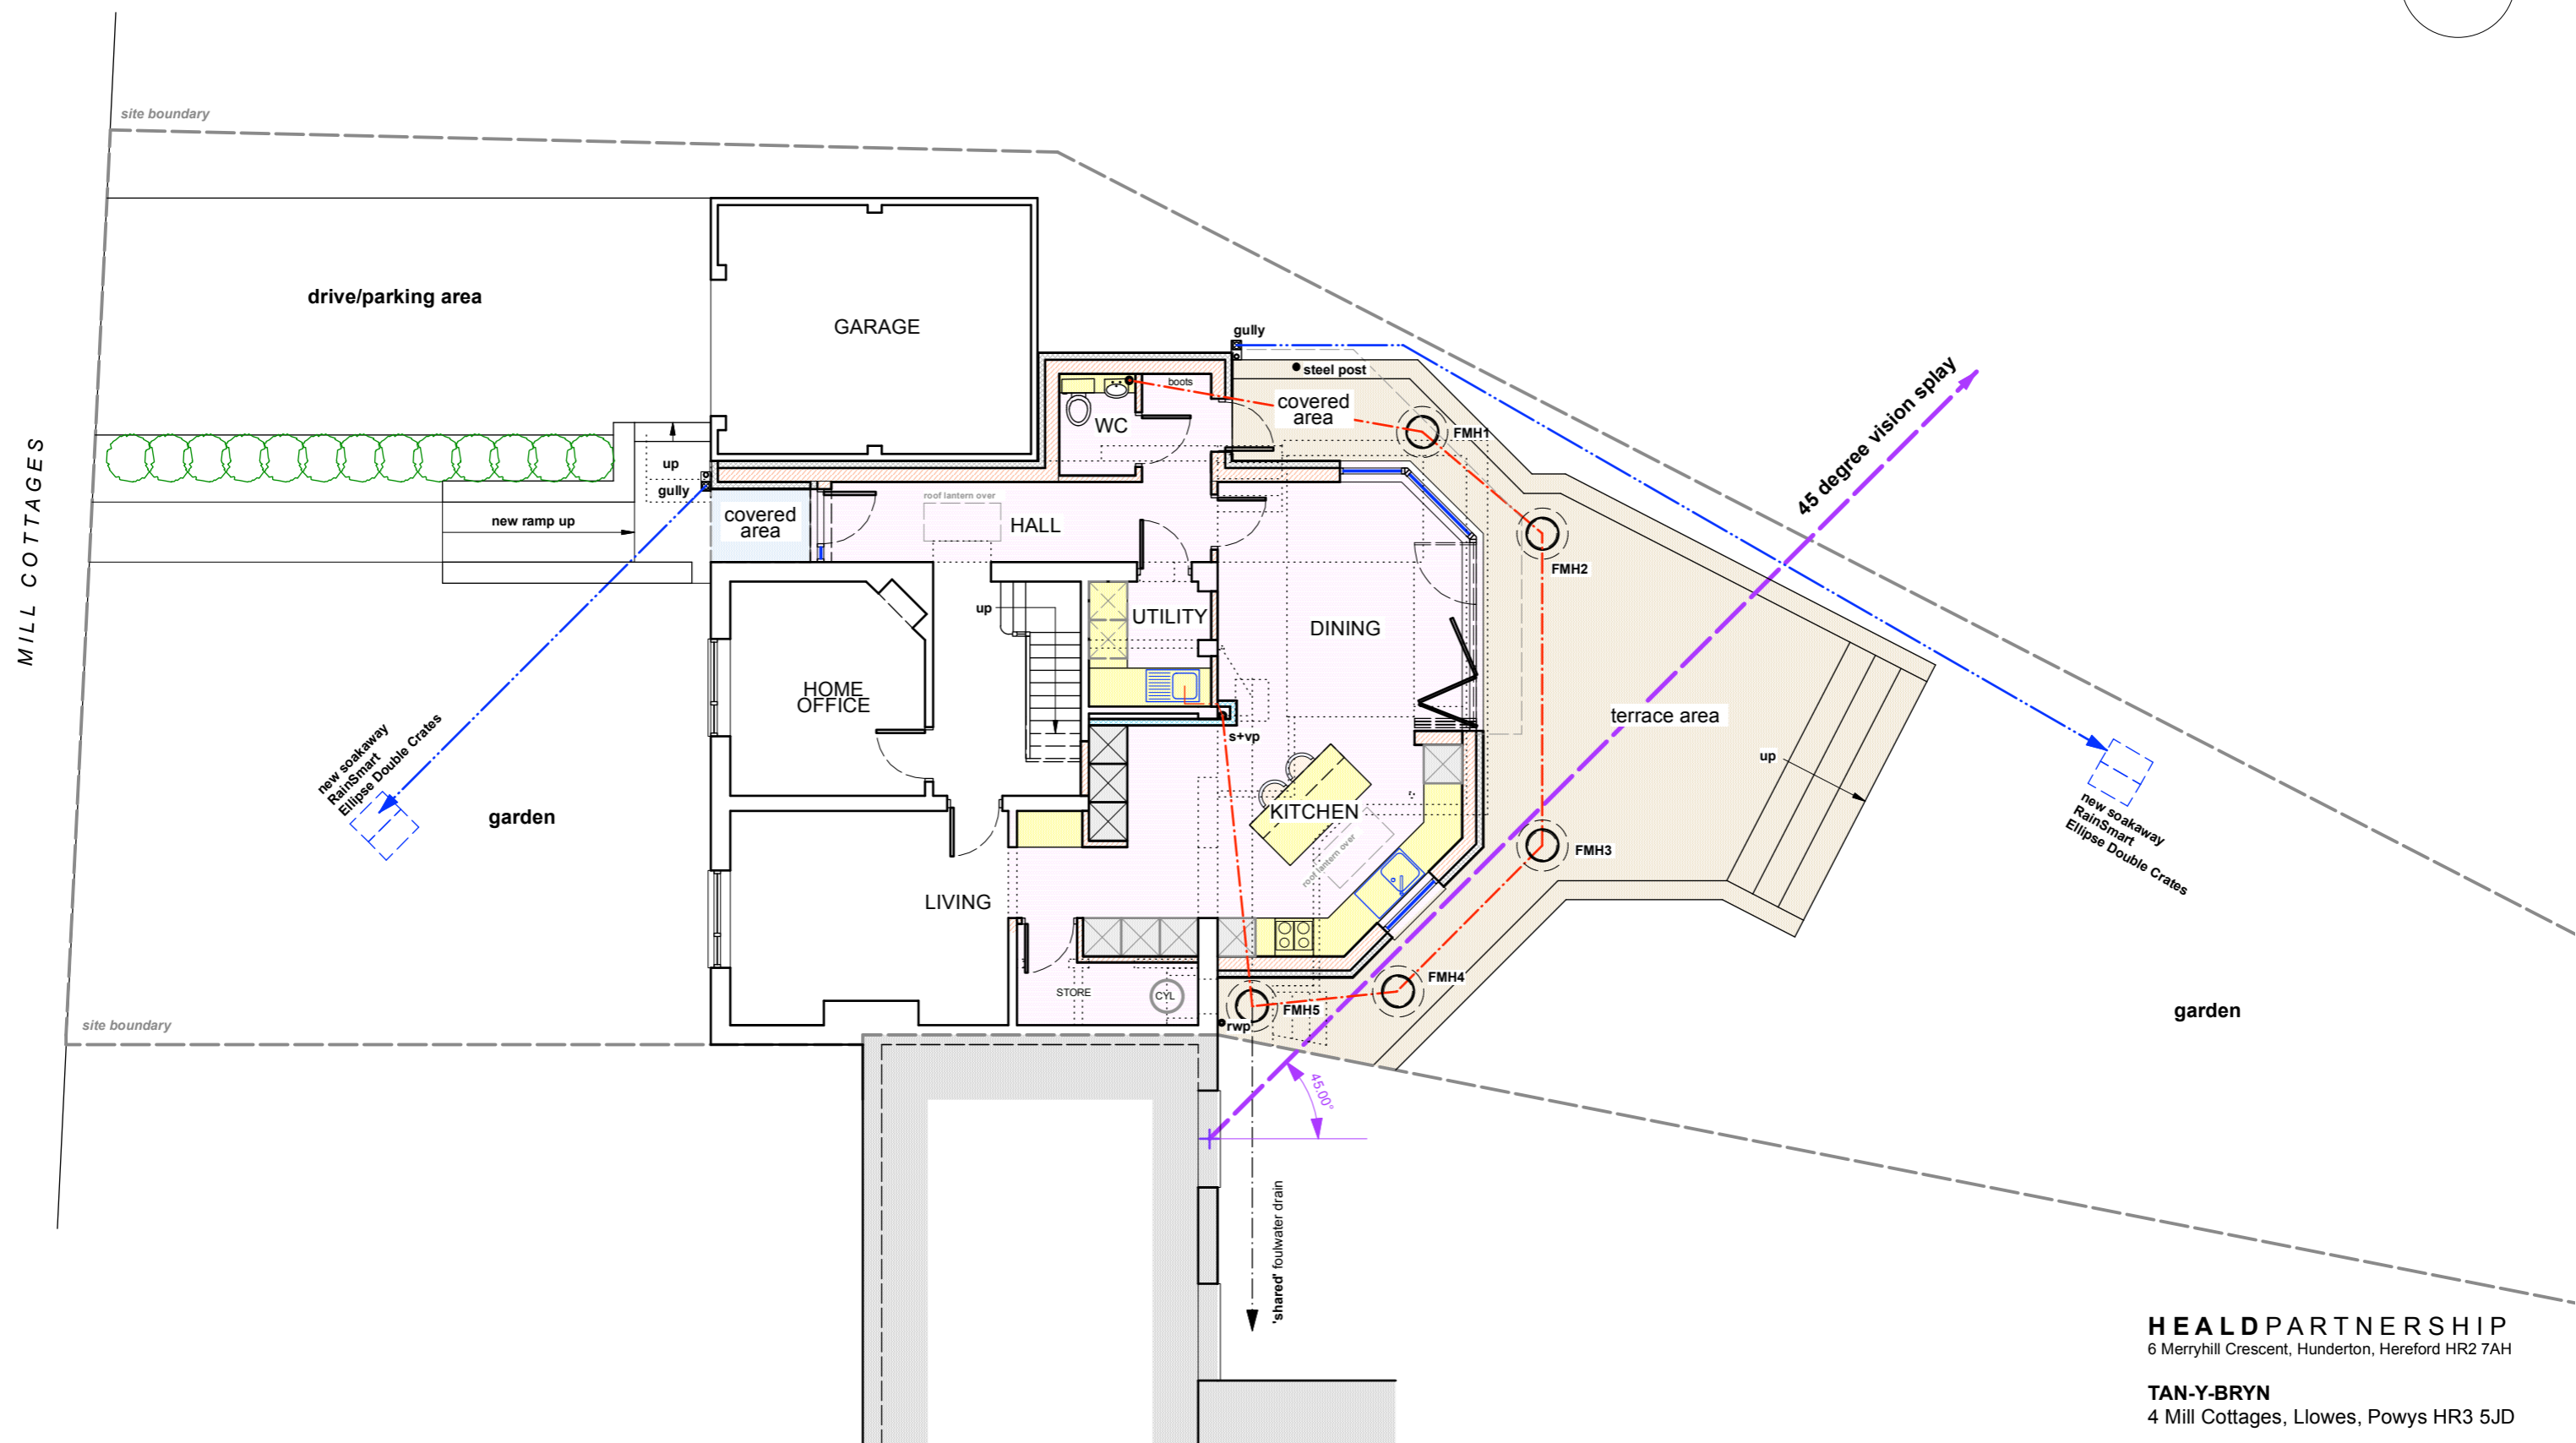 site boundary
drive/parking area
GARAGE
gully
steel post
boots
covered
area
WC
FMH1
45 degree vision splay
MILL COTTAGES
up
gully
new ramp up
covered
area
roof lantern over
HALL
FMH2
up
UTILITY
DINING
HOME
OFFICE
terrace area
s+vp
up
new soakaway
RainSmart
Ellipse Double Crates
garden
KITCHEN
roof lantern over
FMH3
new soakaway
RainSmart
Ellipse Double Crates
LIVING
FMH4
STORE
CYL
FMH5
rwp
garden
site boundary
45.00°
'shared' foulwater drain
HEALDPARTNERSHIP
6 Merryhill Crescent, Hunderton, Hereford HR2 7AH
TAN-Y-BRYN
4 Mill Cottages, Llowes, Powys HR3 5JD